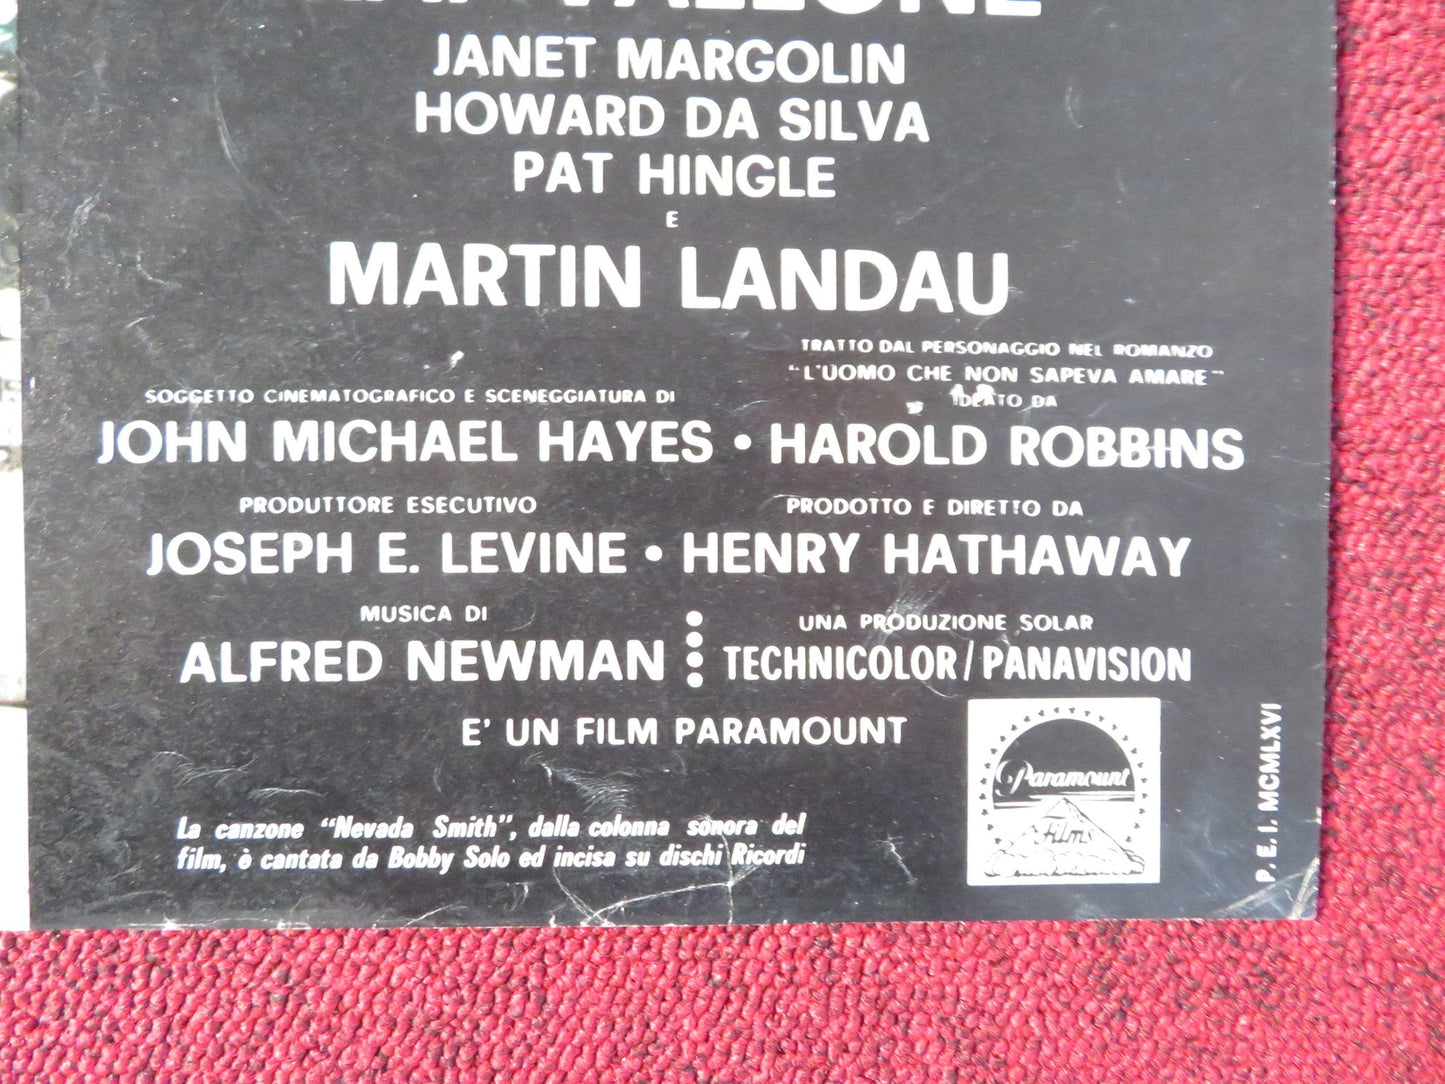 VALLONE
JANET MARGOLIN
HOWARD DA SILVA
PAT HINGLE
E
MARTIN LANDAU
SOGGETTO CINEMATOGRAFICO E SCENEGGIATURA DI
JOHN MICHAEL HAYES •
TRATTO DAL PERSONAGGIO NEL ROMANZO
"L'UOMO CHE NON SAPEVA AMARE"
IDEATO DA
HAROLD ROBBINS
PRODUTTORE ESECUTIVO
JOSEPH E. LEVINE •
PRODOTTO E DIRETTO DA
HENRY HATHAWAY
MUSICA DI
ALFRED NEWMAN
UNA PRODUZIONE SOLAR
TECHNICOLOR/PANAVISION
E' UN FILM PARAMOUNT
Paramount
Films
La canzone "Nevada Smith", dalla colonna sonora del
film, è cantata da Bobby Solo ed incisa su dischi Ricordi
P. E. I. MCMLXVI